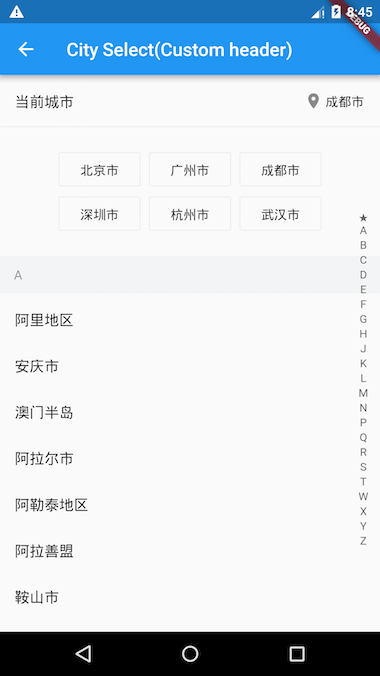 8:45
DEBUG
City Select(Custom header)
当前城市 成都市
北京市 广州市 成都市
深圳市 杭州市 武汉市
★
A
B
C
D
E
F
G
H
J
K
L
M
N
P
Q
R
S
T
W
X
Y
Z
A
阿里地区
安庆市
澳门半岛
阿拉尔市
阿勒泰地区
阿拉善盟
鞍山市